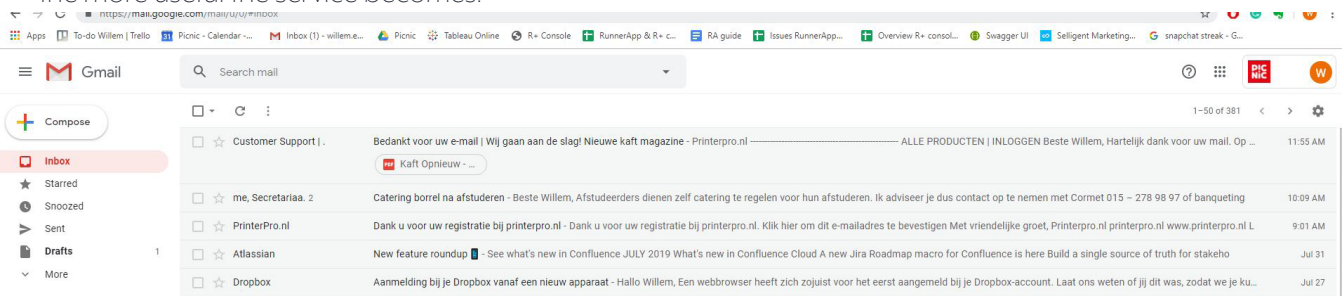 the more useful the service becomes.
https://mail.google.com/mail/u/0/#inbox
Apps To-do Willem | Trello 31 Picnic - Calendar -... Inbox (1) - willem.e... Picnic Tableau Online R+ Console RunnerApp & R+ c... RA guide Issues RunnerApp... Overview R+ consol... Swagger UI Selligent Marketing... snapchat streak - G...
Gmail Search mail PIC NIC W
Compose 1–50 of 381
Customer Support | . Bedankt voor uw e-mail | Wij gaan aan de slag! Nieuwe kaft magazine - Printerpro.nl ---------------------------------------------------- ALLE PRODUCTEN | INLOGGEN Beste Willem, Hartelijk dank voor uw mail. Op ... 11:55 AM
Inbox
PDF Kaft Opnieuw - ...
Starred
me, Secretariaa. 2 Catering borrel na afstuderen - Beste Willem, Afstudeerders dienen zelf catering te regelen voor hun afstuderen. Ik adviseer je dus contact op te nemen met Cormet 015 – 278 98 97 of banqueting 10:09 AM
Snoozed
Sent
PrinterPro.nl Dank u voor uw registratie bij printerpro.nl - Dank u voor uw registratie bij printerpro.nl. Klik hier om dit e-mailadres te bevestigen Met vriendelijke groet, Printerpro.nl printerpro.nl www.printerpro.nl L 9:01 AM
Drafts 1
Atlassian New feature roundup - See what's new in Confluence JULY 2019 What's new in Confluence Cloud A new Jira Roadmap macro for Confluence is here Build a single source of truth for stakeho Jul 31
More
Dropbox Aanmelding bij je Dropbox vanaf een nieuw apparaat - Hallo Willem, Een webbrowser heeft zich zojuist voor het eerst aangemeld bij je Dropbox-account. Laat ons weten of jij dit was, zodat we je ku... Jul 27